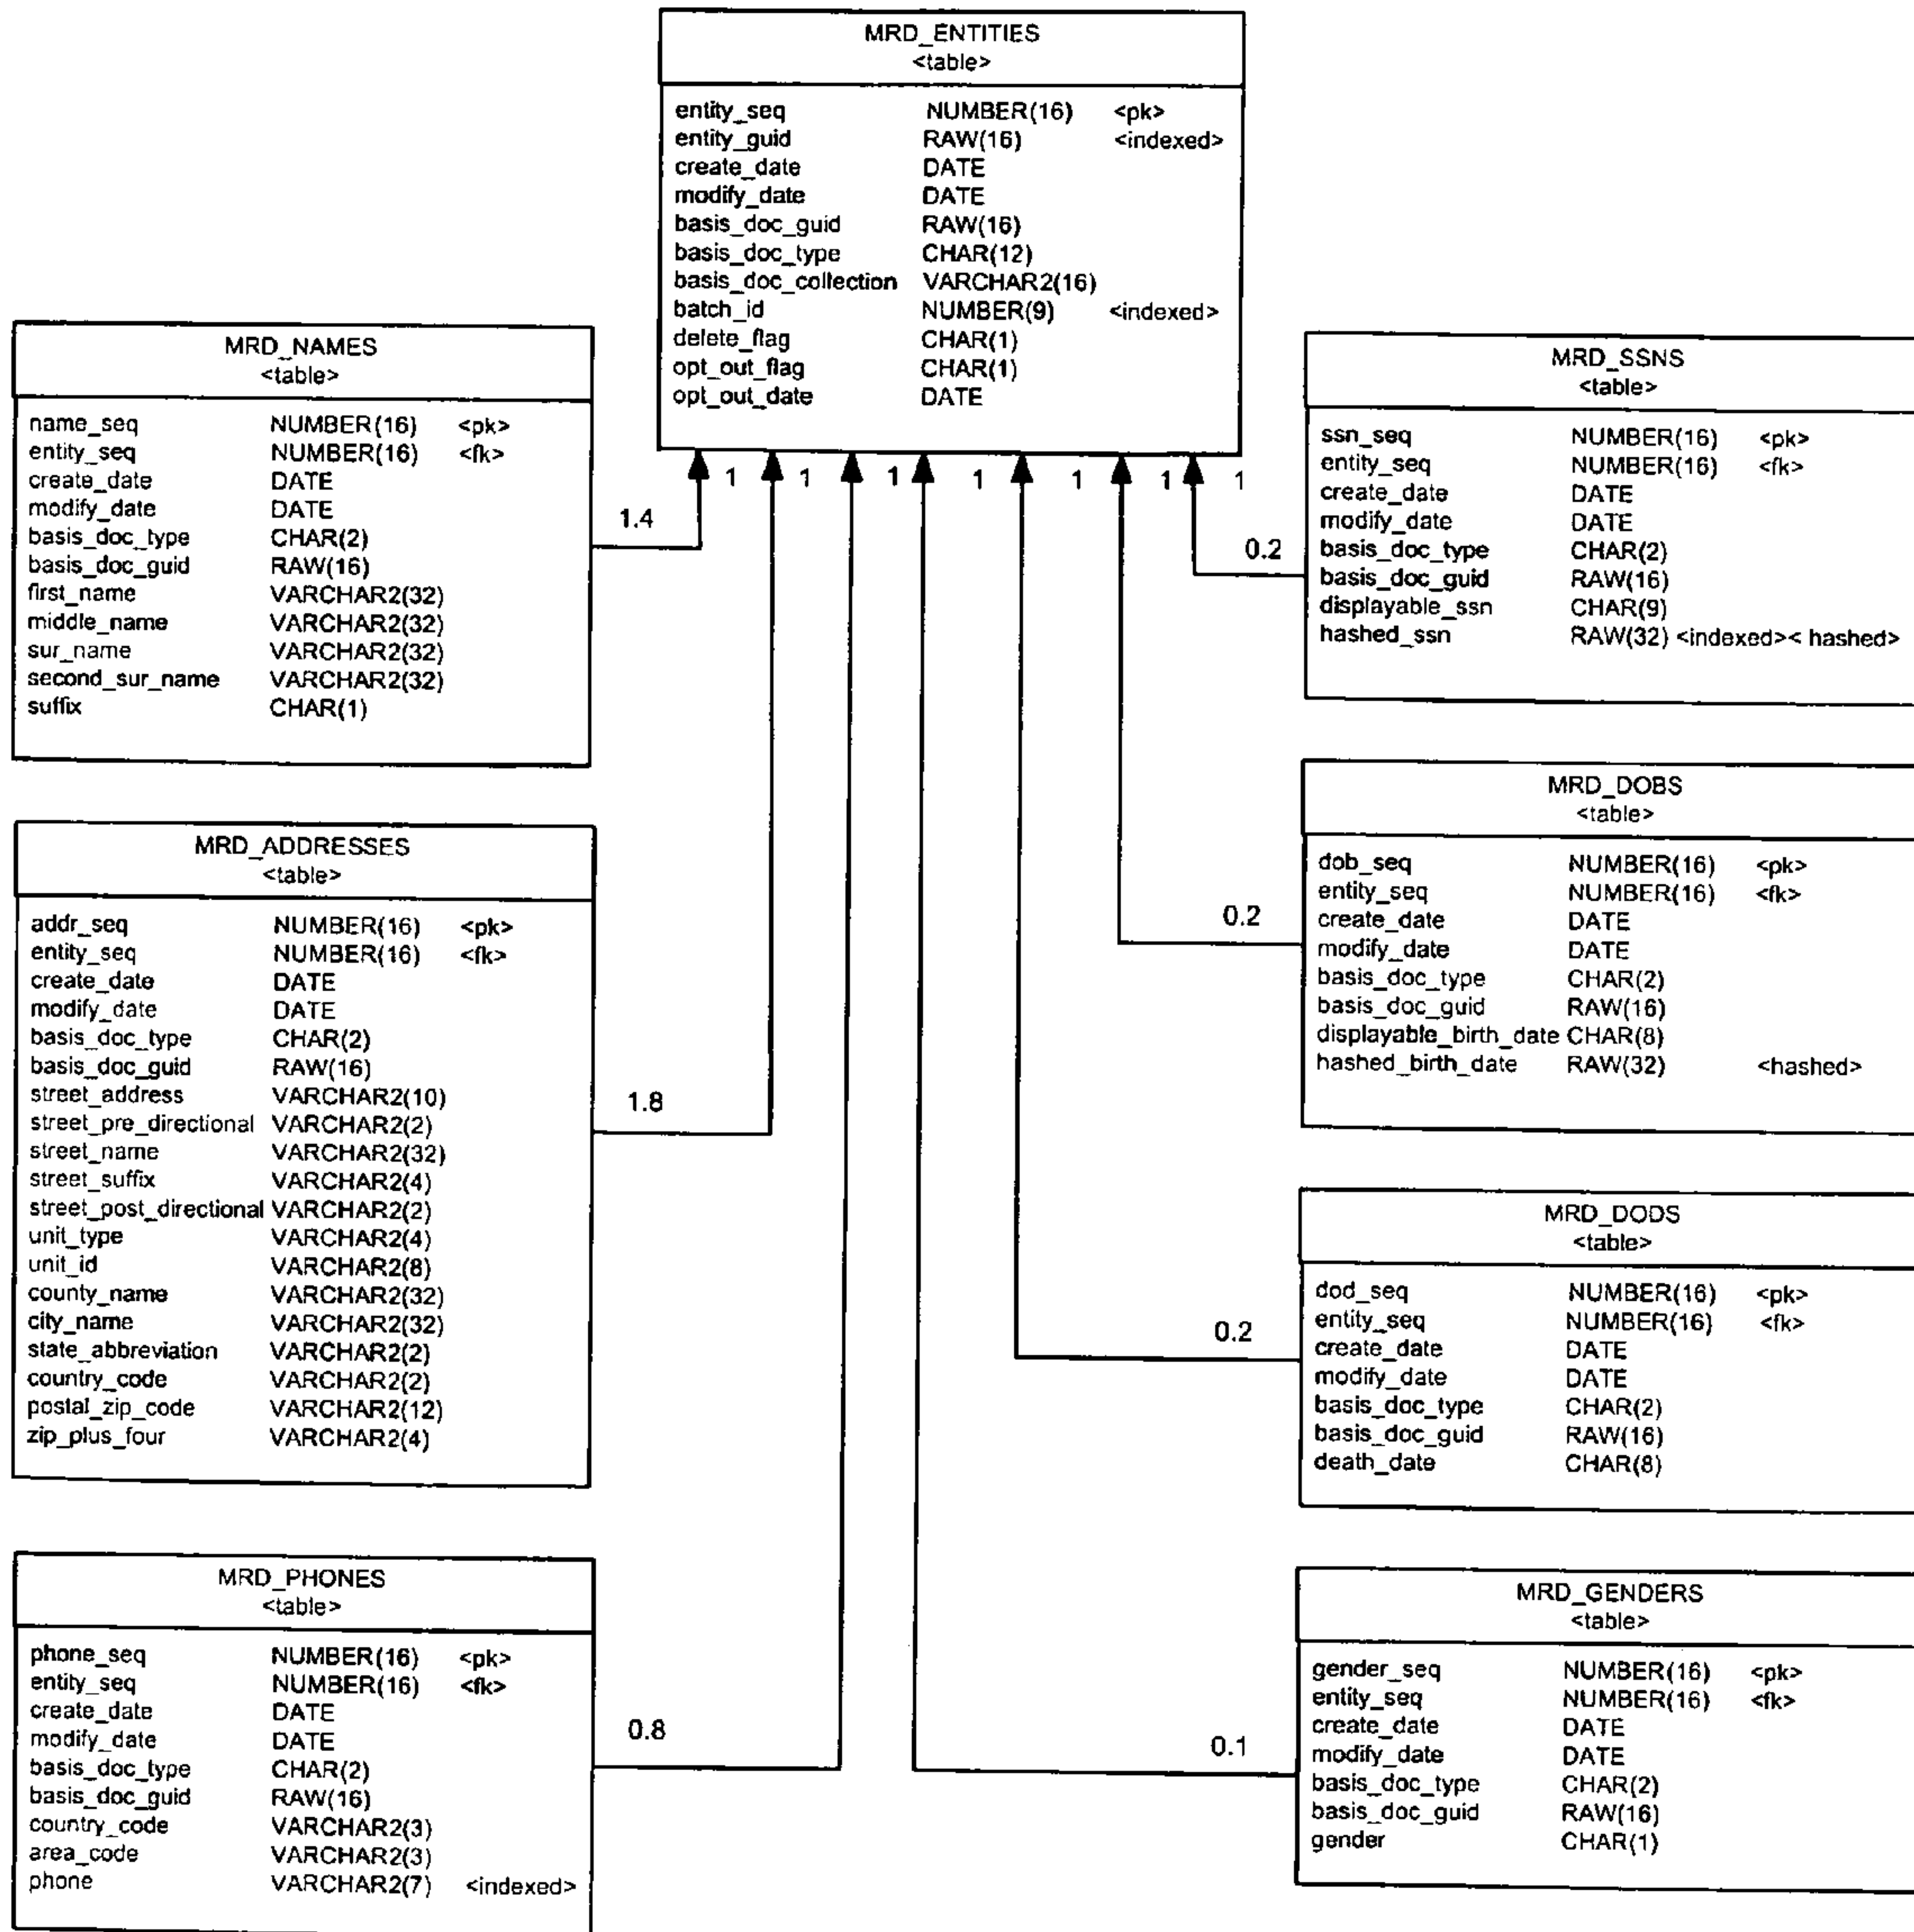 MRD_ENTITIES
<table>
entity_seq NUMBER(16) <pk>
entity_guid RAW(16) <indexed>
create_date DATE
modify_date DATE
basis_doc_guid RAW(16)
basis_doc_type CHAR(12)
basis_doc_collection VARCHAR2(16)
batch_id NUMBER(9) <indexed>
delete_flag CHAR(1)
opt_out_flag CHAR(1)
opt_out_date DATE
1 1 1 1 1 1 1
MRD_NAMES
<table>
name_seq NUMBER(16) <pk>
entity_seq NUMBER(16) <fk>
create_date DATE
modify_date DATE
basis_doc_type CHAR(2)
basis_doc_guid RAW(16)
first_name VARCHAR2(32)
middle_name VARCHAR2(32)
sur_name VARCHAR2(32)
second_sur_name VARCHAR2(32)
suffix CHAR(1)
1.4
MRD_ADDRESSES
<table>
addr_seq NUMBER(16) <pk>
entity_seq NUMBER(16) <fk>
create_date DATE
modify_date DATE
basis_doc_type CHAR(2)
basis_doc_guid RAW(16)
street_address VARCHAR2(10)
street_pre_directional VARCHAR2(2)
street_name VARCHAR2(32)
street_suffix VARCHAR2(4)
street_post_directional VARCHAR2(2)
unit_type VARCHAR2(4)
unit_id VARCHAR2(8)
county_name VARCHAR2(32)
city_name VARCHAR2(32)
state_abbreviation VARCHAR2(2)
country_code VARCHAR2(2)
postal_zip_code VARCHAR2(12)
zip_plus_four VARCHAR2(4)
1.8
MRD_PHONES
<table>
phone_seq NUMBER(16) <pk>
entity_seq NUMBER(16) <fk>
create_date DATE
modify_date DATE
basis_doc_type CHAR(2)
basis_doc_guid RAW(16)
country_code VARCHAR2(3)
area_code VARCHAR2(3)
phone VARCHAR2(7) <indexed>
0.8
MRD_SSNS
<table>
ssn_seq NUMBER(16) <pk>
entity_seq NUMBER(16) <fk>
create_date DATE
modify_date DATE
basis_doc_type CHAR(2)
basis_doc_guid RAW(16)
displayable_ssn CHAR(9)
hashed_ssn RAW(32) <indexed>< hashed>
0.2
MRD_DOBS
<table>
dob_seq NUMBER(16) <pk>
entity_seq NUMBER(16) <fk>
create_date DATE
modify_date DATE
basis_doc_type CHAR(2)
basis_doc_guid RAW(16)
displayable_birth_date CHAR(8)
hashed_birth_date RAW(32) <hashed>
0.2
MRD_DODS
<table>
dod_seq NUMBER(16) <pk>
entity_seq NUMBER(16) <fk>
create_date DATE
modify_date DATE
basis_doc_type CHAR(2)
basis_doc_guid RAW(16)
death_date CHAR(8)
0.2
MRD_GENDERS
<table>
gender_seq NUMBER(16) <pk>
entity_seq NUMBER(16) <fk>
create_date DATE
modify_date DATE
basis_doc_type CHAR(2)
basis_doc_guid RAW(16)
gender CHAR(1)
0.1